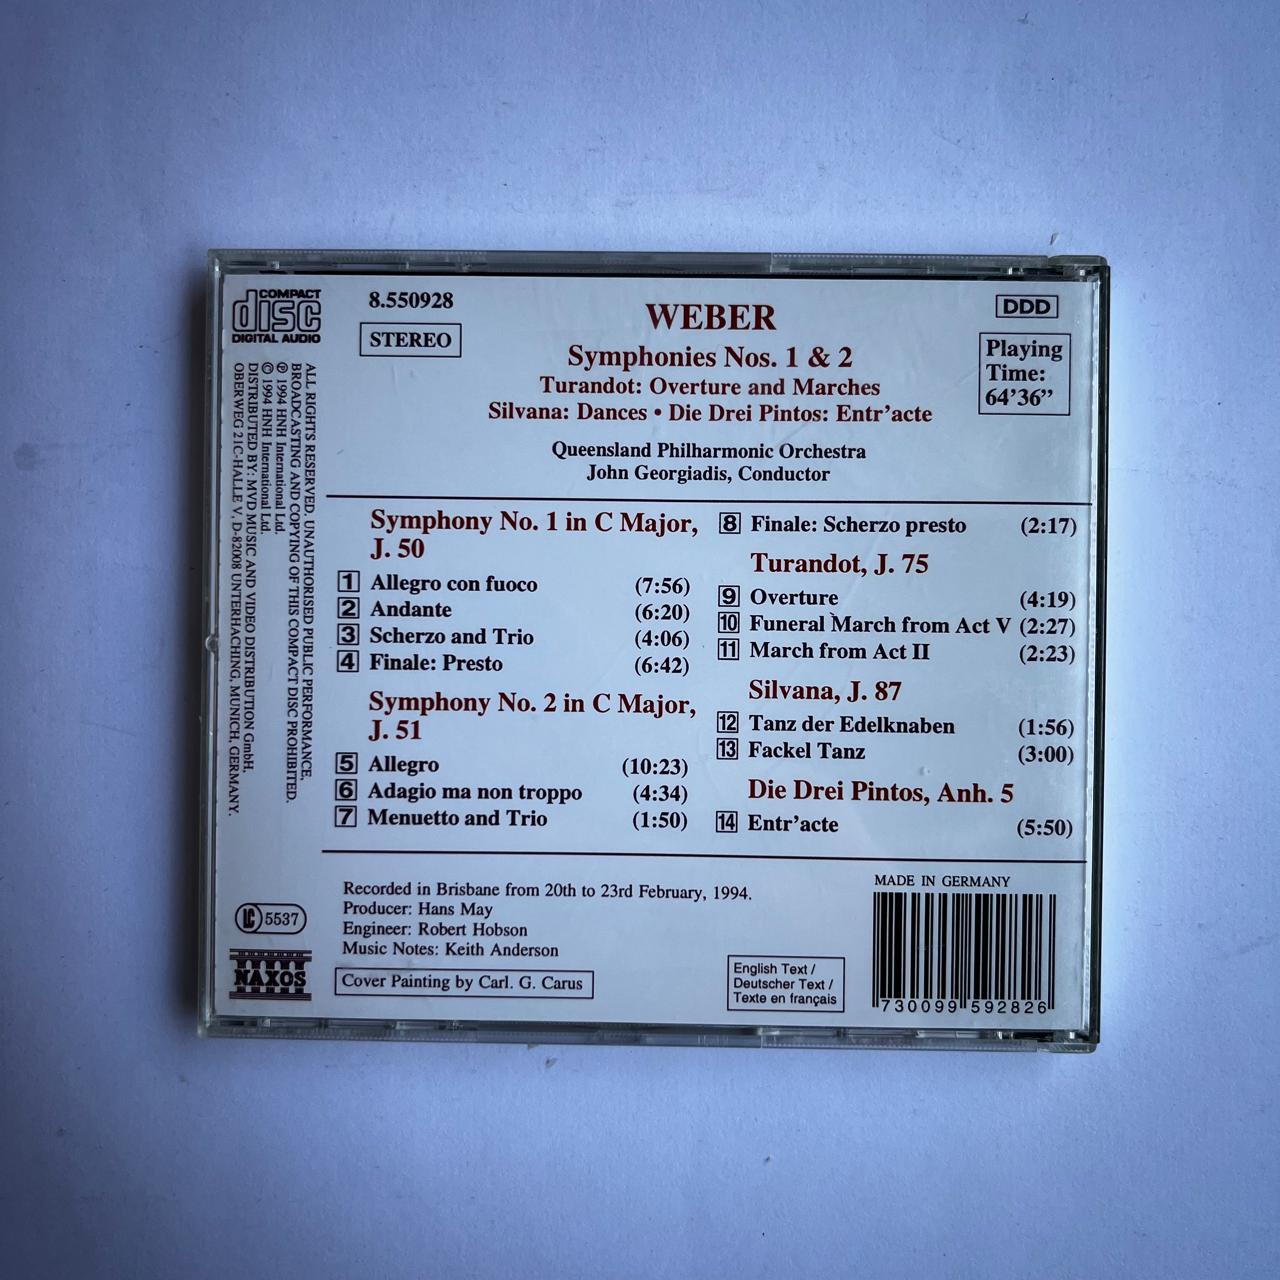 COMPACT
disc
DIGITAL AUDIO
8.550928
STEREO
WEBER
Symphonies Nos. 1 & 2
Turandot: Overture and Marches
Silvana: Dances • Die Drei Pintos: Entr'acte
Queensland Philharmonic Orchestra
John Georgiadis, Conductor
DDD
Playing
Time:
64'36"
ALL RIGHTS RESERVED. UNAUTHORISED PUBLIC PERFORMANCE,
BROADCASTING AND COPYING OF THIS COMPACT DISC PROHIBITED.
℗ 1994 HNH International Ltd.
© 1994 HNH International Ltd.
DISTRIBUTED BY: MVD MUSIC AND VIDEO DISTRIBUTION GmbH,
OBERWEG 21C-HALLE V, D-82008 UNTERHACHING, MUNICH, GERMANY.
Symphony No. 1 in C Major,
J. 50
1 Allegro con fuoco (7:56)
2 Andante (6:20)
3 Scherzo and Trio (4:06)
4 Finale: Presto (6:42)
Symphony No. 2 in C Major,
J. 51
5 Allegro (10:23)
6 Adagio ma non troppo (4:34)
7 Menuetto and Trio (1:50)
8 Finale: Scherzo presto (2:17)
Turandot, J. 75
9 Overture (4:19)
10 Funeral March from Act V (2:27)
11 March from Act II (2:23)
Silvana, J. 87
12 Tanz der Edelknaben (1:56)
13 Fackel Tanz (3:00)
Die Drei Pintos, Anh. 5
14 Entr'acte (5:50)
LC 5537
NAXOS
Recorded in Brisbane from 20th to 23rd February, 1994.
Producer: Hans May
Engineer: Robert Hobson
Music Notes: Keith Anderson
Cover Painting by Carl. G. Carus
English Text /
Deutscher Text /
Texte en français
MADE IN GERMANY
730099 592826